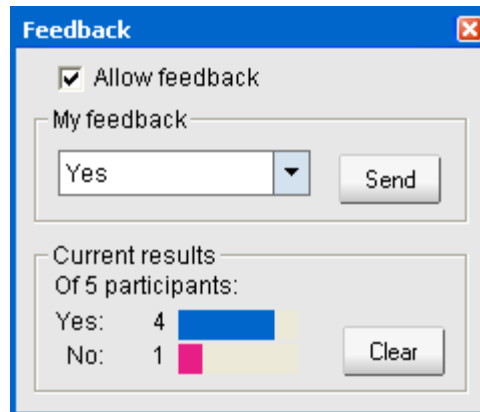 Feedback
Allow feedback
My feedback
Yes
Send
Current results
Of 5 participants:
Yes: 4
No: 1
Clear